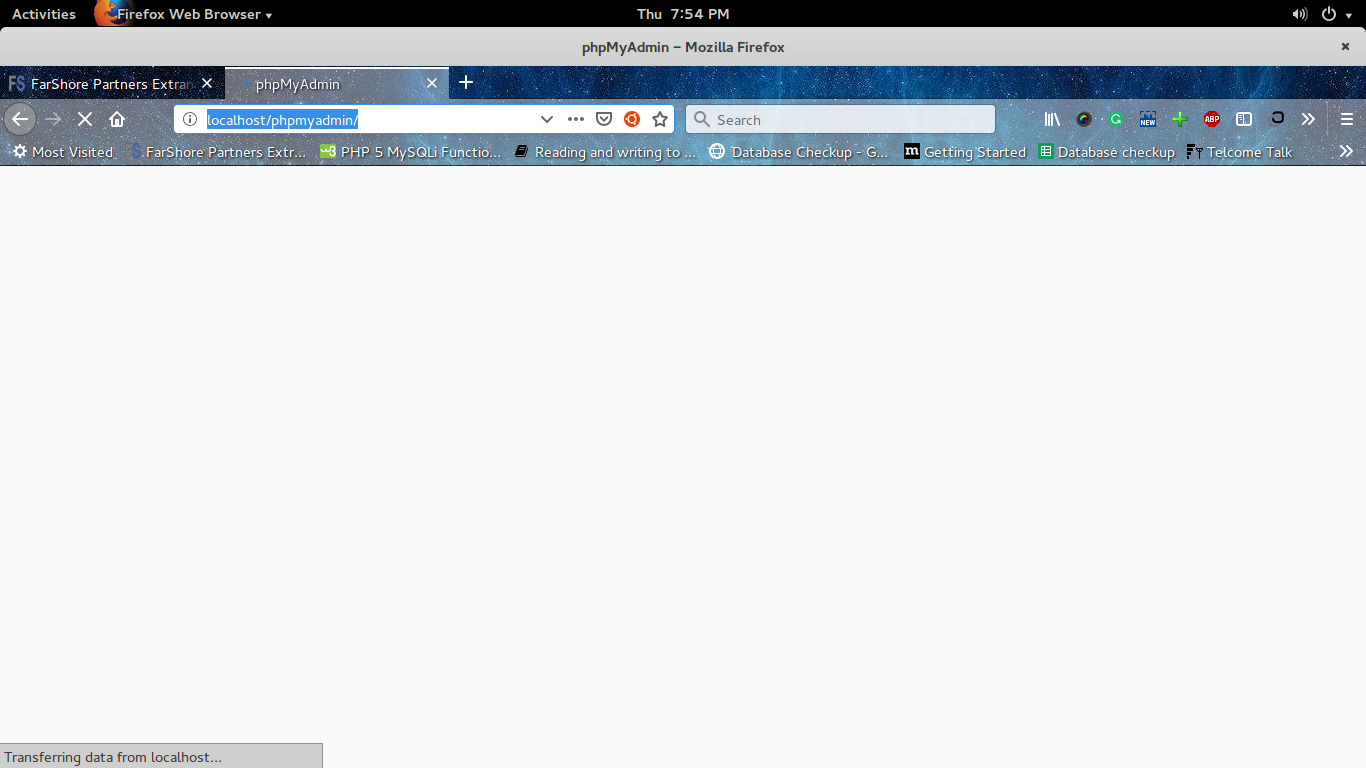 Activities Firefox Web Browser Thu 7:54 PM
phpMyAdmin – Mozilla Firefox
FS FarShore Partners Extran phpMyAdmin
localhost/phpmyadmin/ Search G NEW ABP
Most Visited FarShore Partners Extr... w3 PHP 5 MySQLi Functio... Reading and writing to ... Database Checkup - G... m Getting Started Database checkup Telcome Talk
Transferring data from localhost...